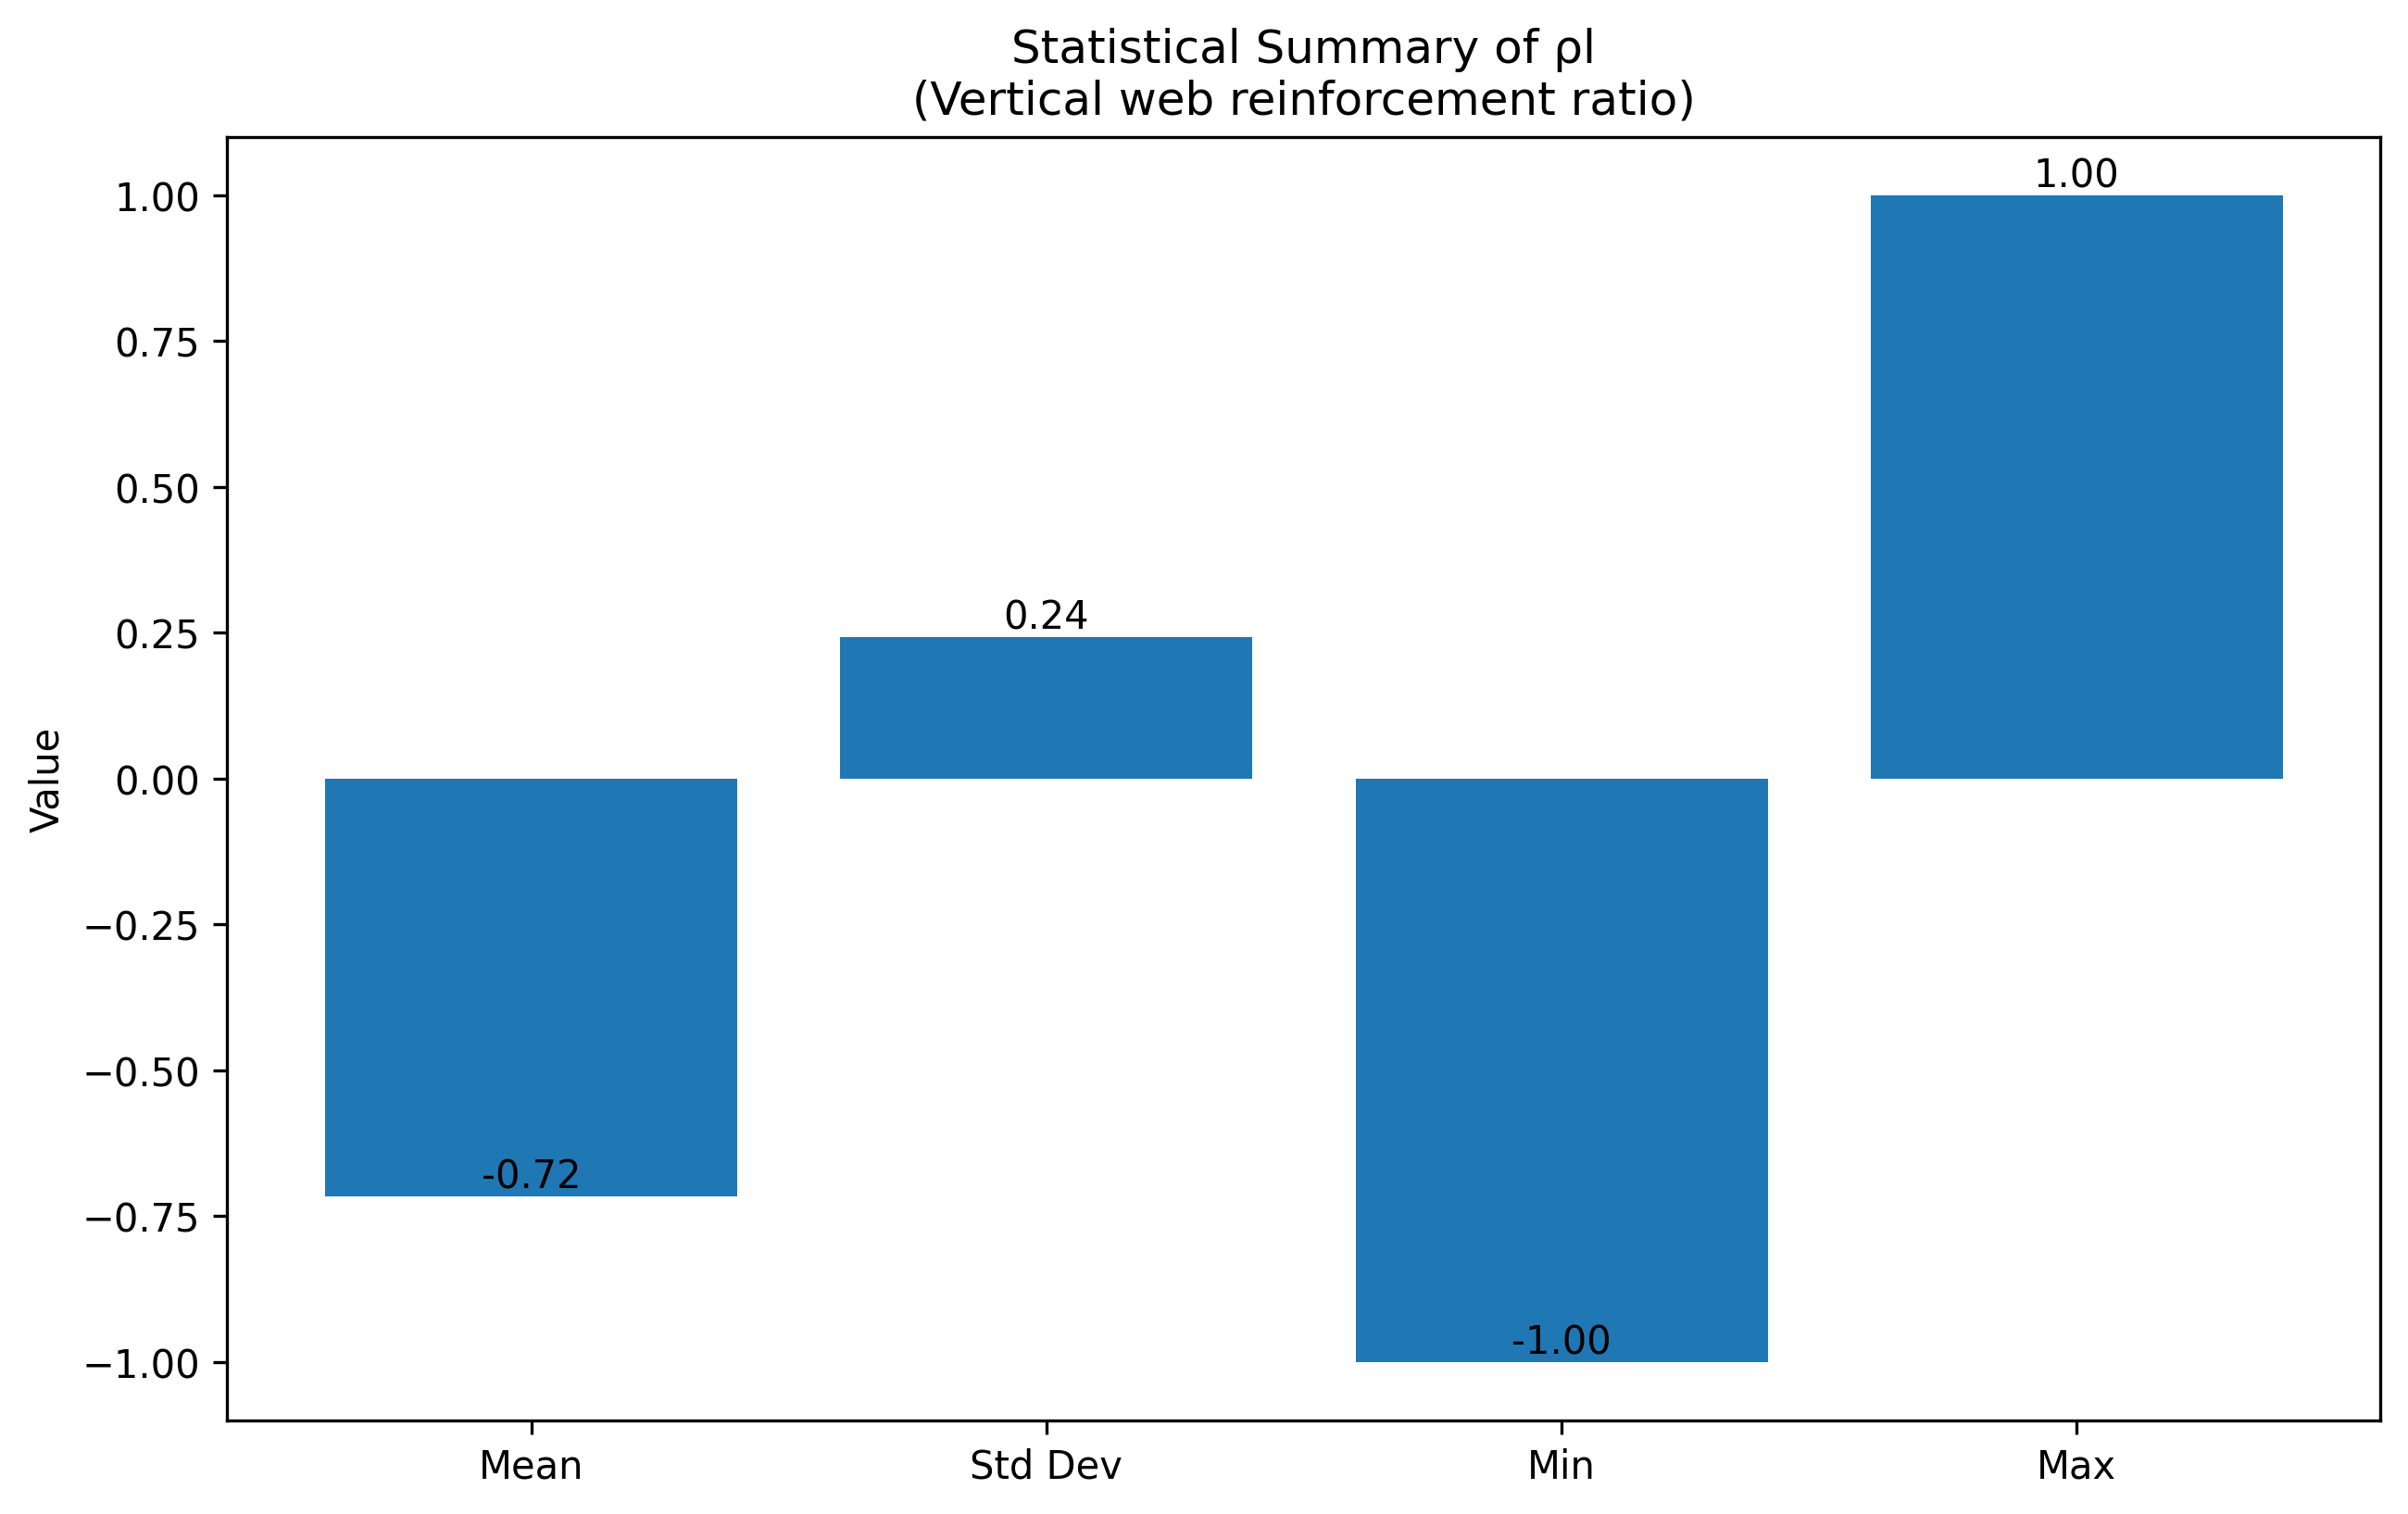 Statistical Summary of ρl
(Vertical web reinforcement ratio)
1.00
1.00
0.75
0.50
0.24
0.25
0.00
Value
−0.25
−0.50
-0.72
−0.75
-1.00
−1.00
Mean
Std Dev
Min
Max